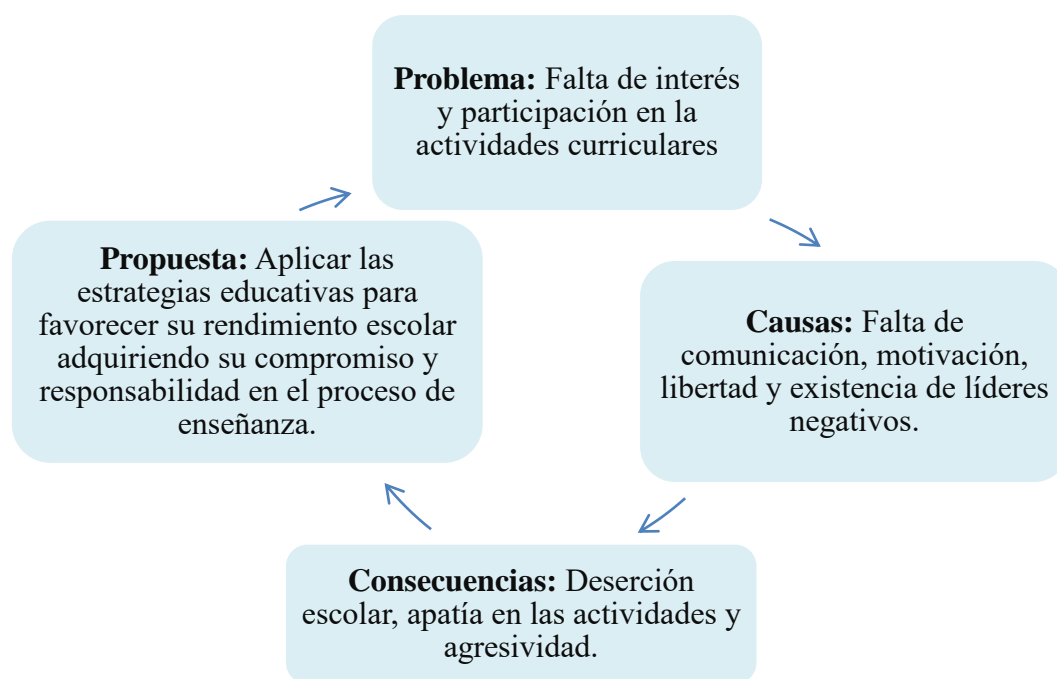 Problema: Falta de interés
y participación en la
actividades curriculares
Causas: Falta de
comunicación, motivación,
libertad y existencia de líderes
negativos.
Consecuencias: Deserción
escolar, apatía en las actividades y
agresividad.
Propuesta: Aplicar las
estrategias educativas para
favorecer su rendimiento escolar
adquiriendo su compromiso y
responsabilidad en el proceso de
enseñanza.